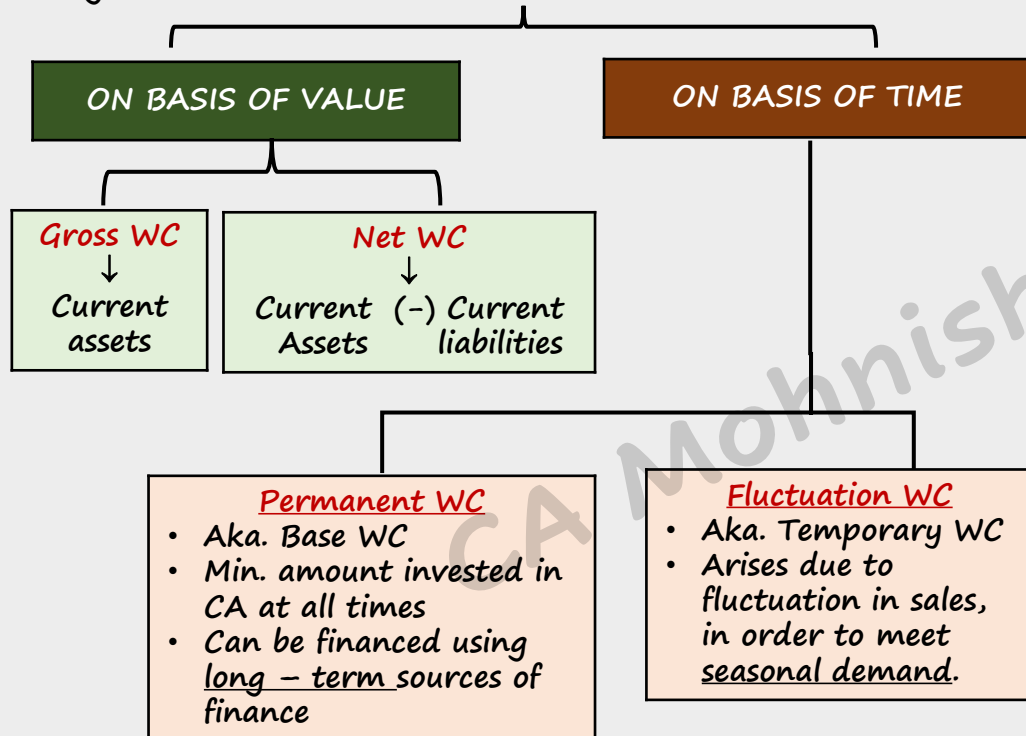 ON BASIS OF VALUE
ON BASIS OF TIME
Gross WC
↓
Current
assets
Net WC
↓
Current (-) Current
Assets liabilities
Permanent WC
• Aka. Base WC
• Min. amount invested in
CA at all times
• Can be financed using
long – term sources of
finance
Fluctuation WC
• Aka. Temporary WC
• Arises due to
fluctuation in sales,
in order to meet
seasonal demand.
CA Mohnish